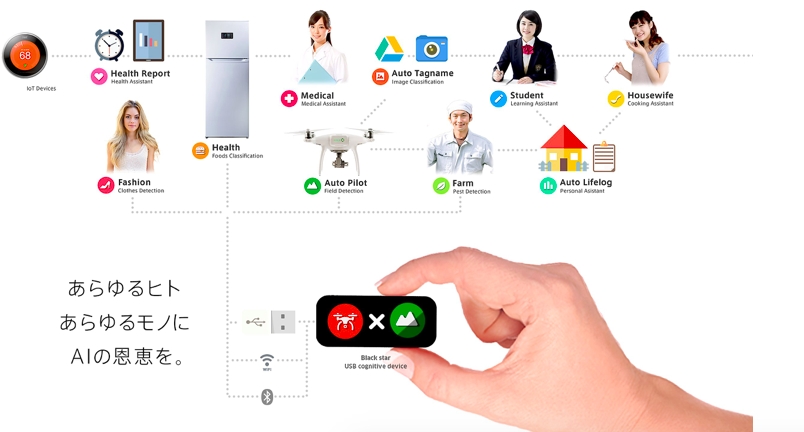 68
IoT Devices
Health Report
Health Assistant
Medical
Medical Assistant
Auto Tagname
Image Classification
Student
Learning Assistant
Housewife
Cooking Assistant
Fashion
Clothes Detection
Health
Foods Classification
Auto Pilot
Field Detection
Farm
Pest Detection
Auto Lifelog
Personal Asistant
あらゆるヒト
あらゆるモノに
AIの恩恵を。
WiFi
Black star
USB cognitive device